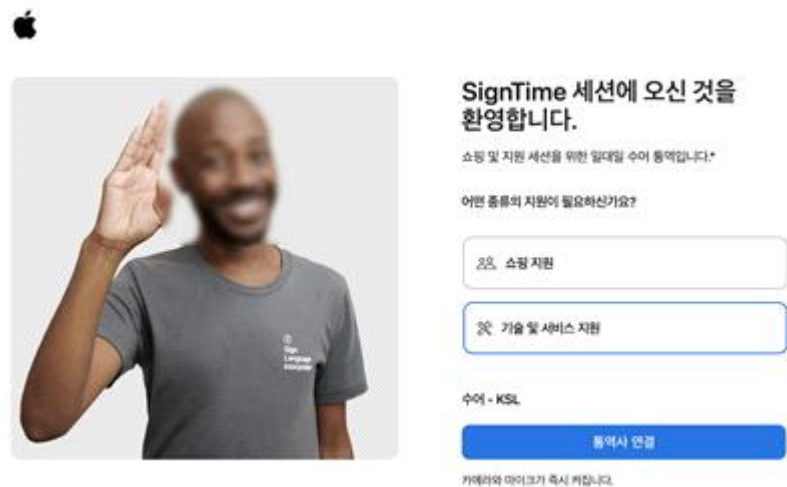 SignTime 세션에 오신 것을
환영합니다.
쇼핑 및 지원 세션을 위한 일대일 수어 통역입니다.*
어떤 종류의 지원이 필요하신가요?
쇼핑 지원
기술 및 서비스 지원
수어 - KSL
통역사 연결
카메라와 마이크가 즉시 켜집니다.
Sign
Language
Interpreter